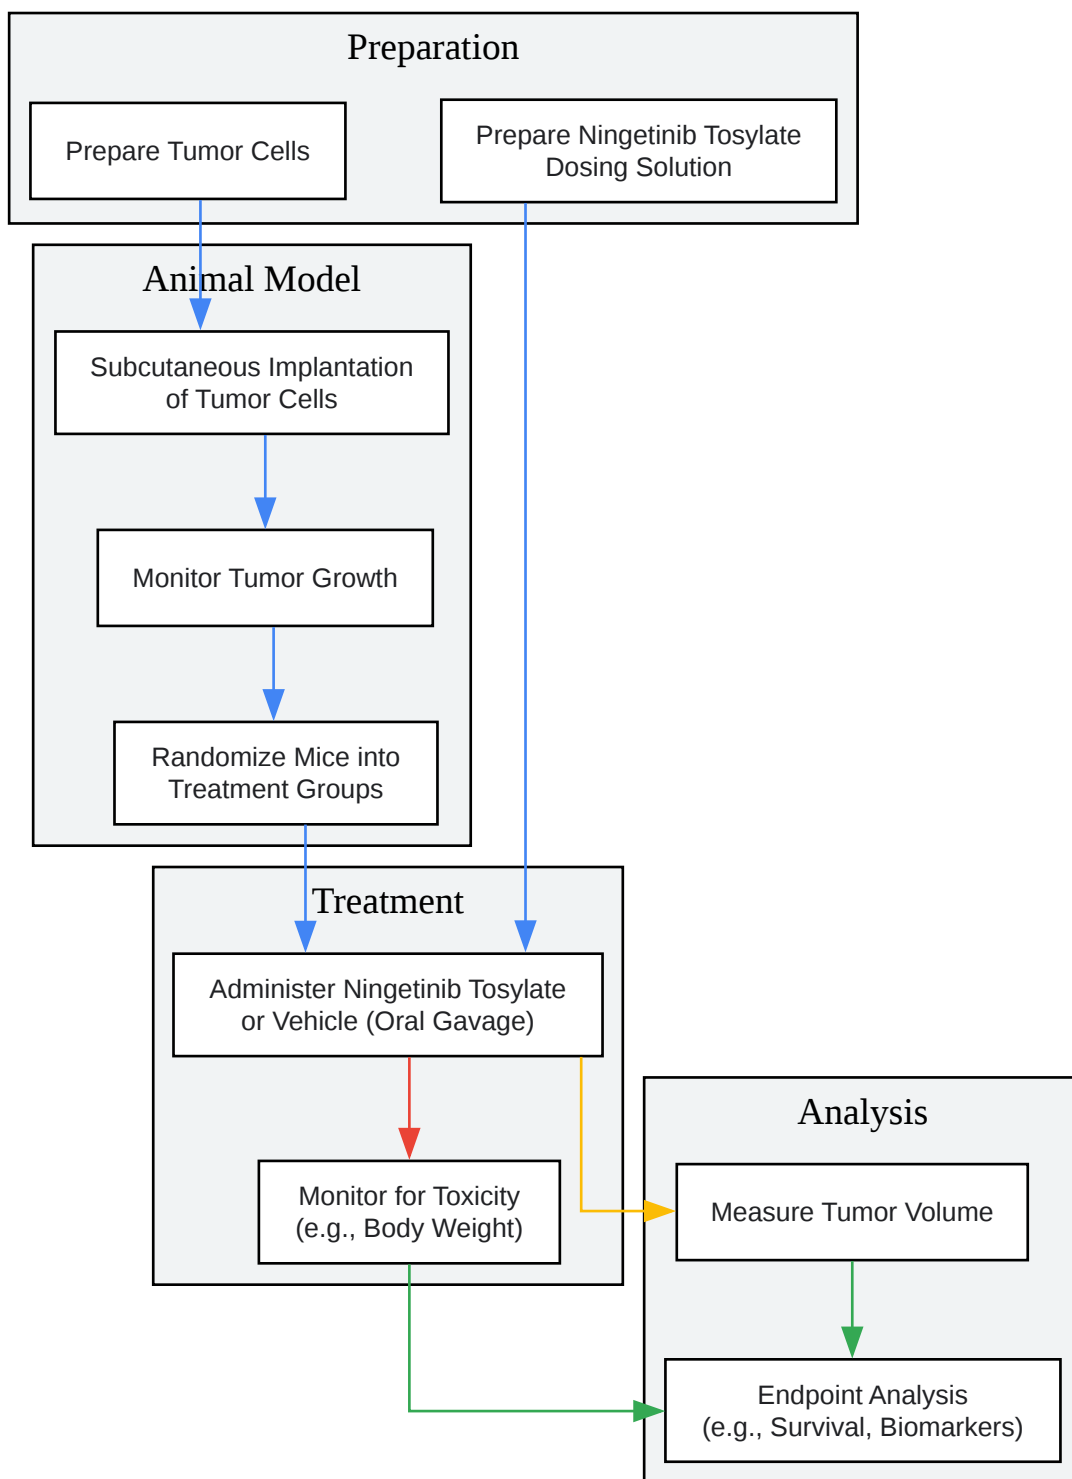 Preparation
Prepare Tumor Cells
Prepare Ningetinib Tosylate
Dosing Solution
Animal Model
Subcutaneous Implantation
of Tumor Cells
Monitor Tumor Growth
Randomize Mice into
Treatment Groups
Treatment
Administer Ningetinib Tosylate
or Vehicle (Oral Gavage)
Monitor for Toxicity
(e.g., Body Weight)
Analysis
Measure Tumor Volume
Endpoint Analysis
(e.g., Survival, Biomarkers)